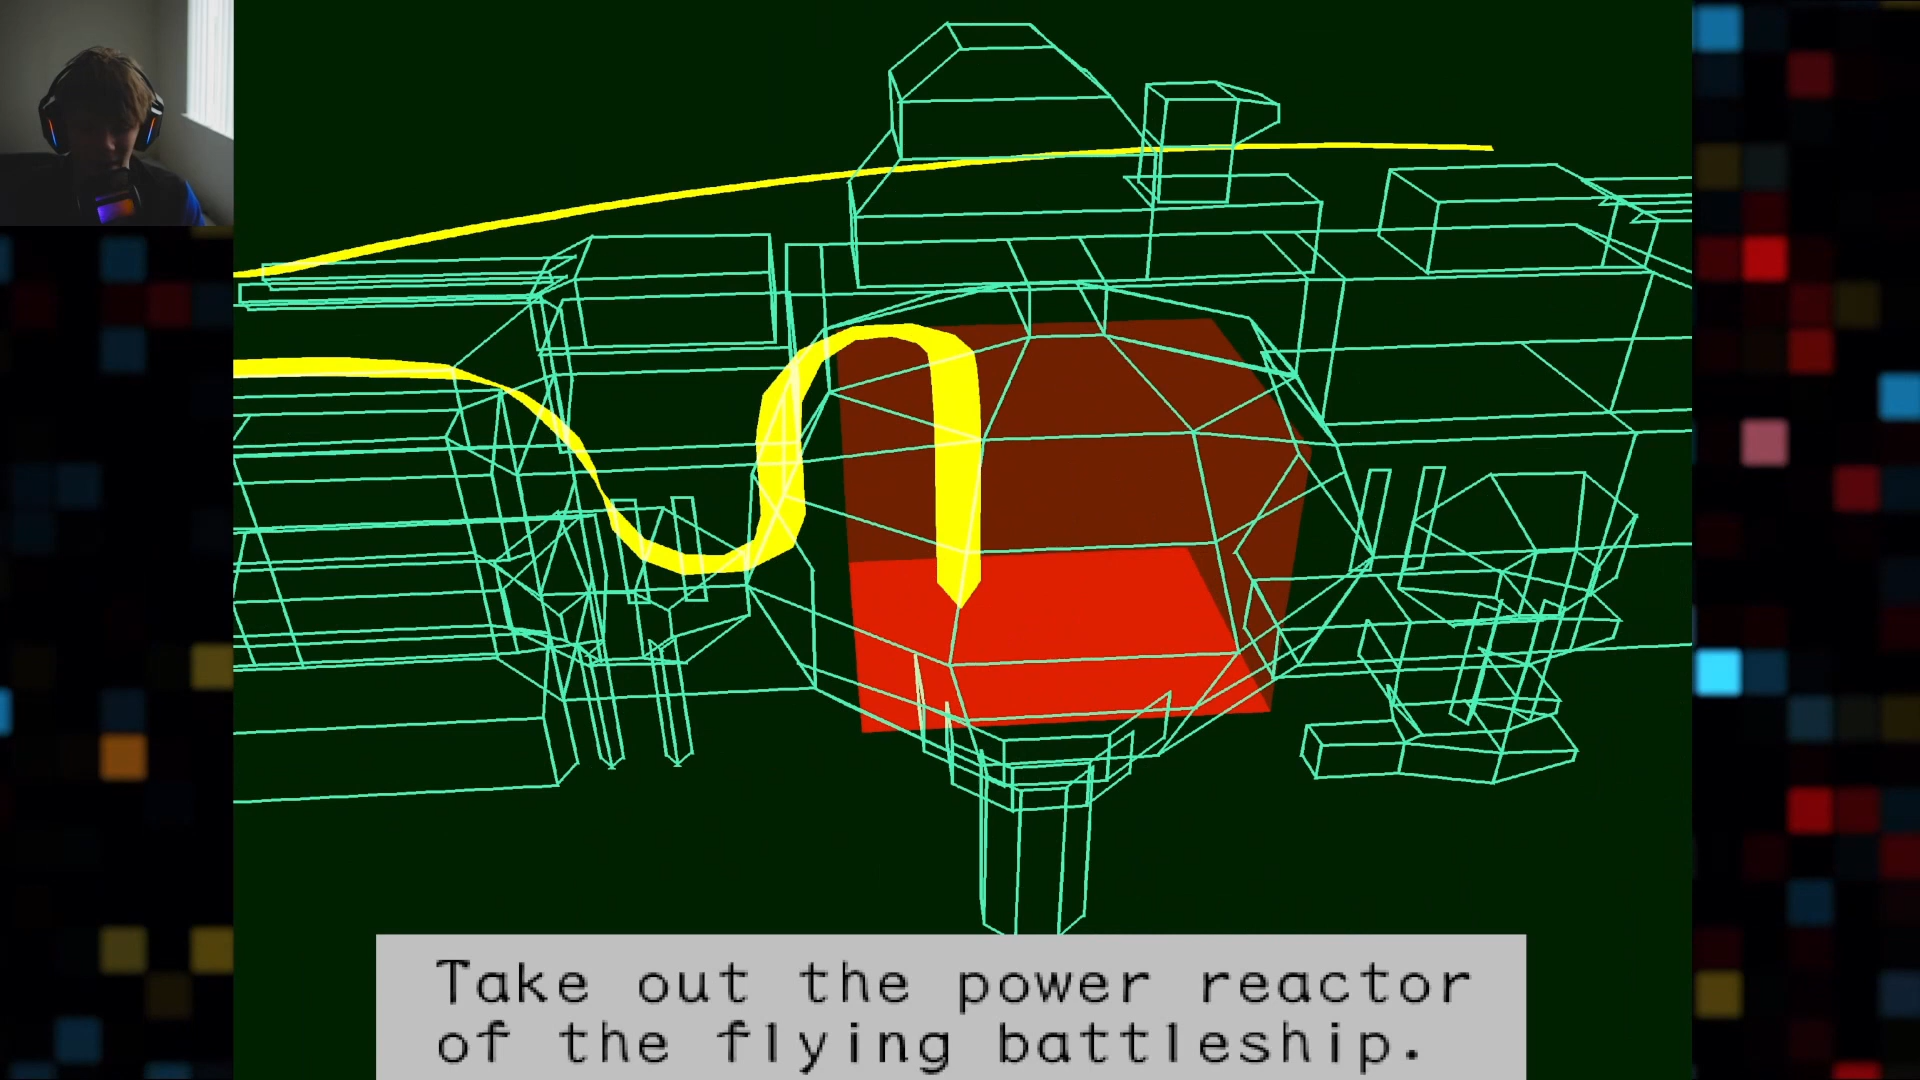 Take out the power reactor
of the flying battleship.